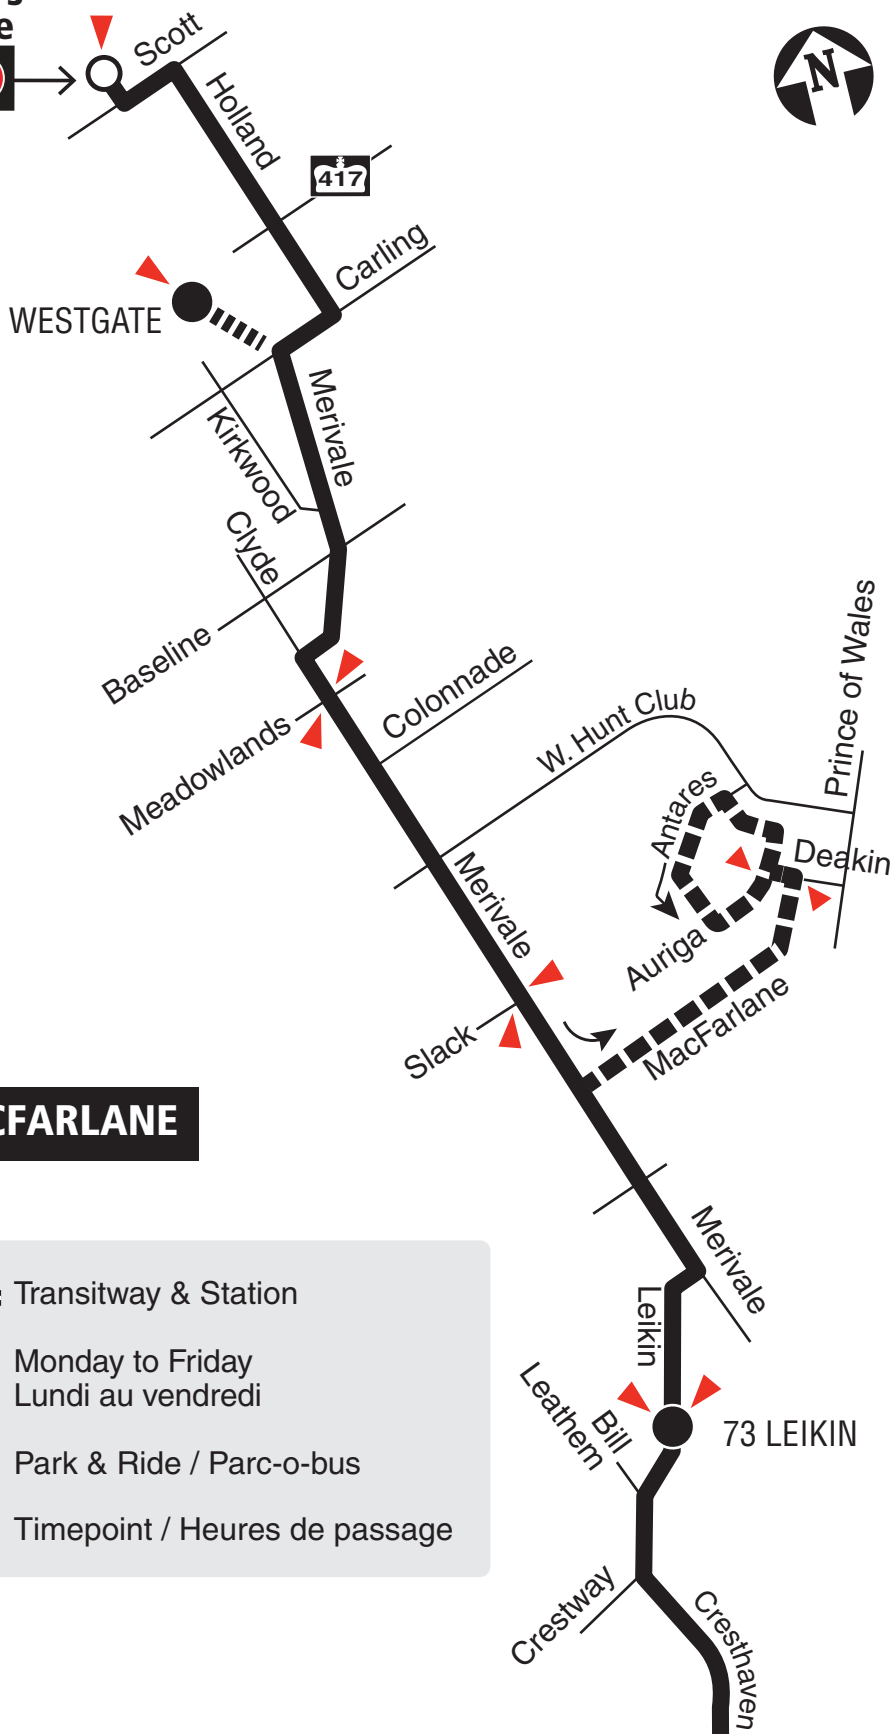 Scott
N
Holland
417
Carling
WESTGATE
Merivale
Kirkwood
Clyde
Baseline
Prince of Wales
Colonnade
Meadowlands
W. Hunt Club
Antares
Deakin
Merivale
Auriga
MacFarlane
Slack
CFARLANE
Merivale
Leikin
Transitway & Station
Monday to Friday
Lundi au vendredi
Bill
Leathem
73 LEIKIN
Park & Ride / Parc-o-bus
Timepoint / Heures de passage
Crestway
Cresthaven